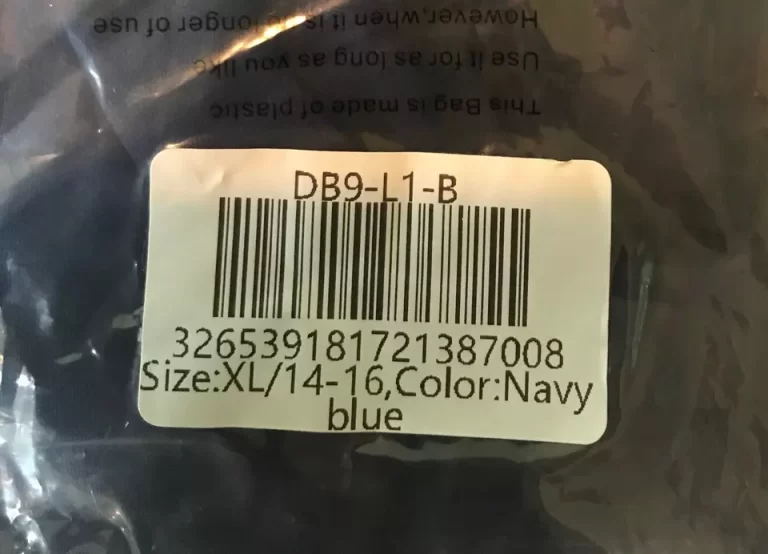 This Bag is made of plastic
Use it for as long as you like
However,when it is no longer of use
DB9-L1-B
326539181721387008
Size:XL/14-16,Color:Navy
blue